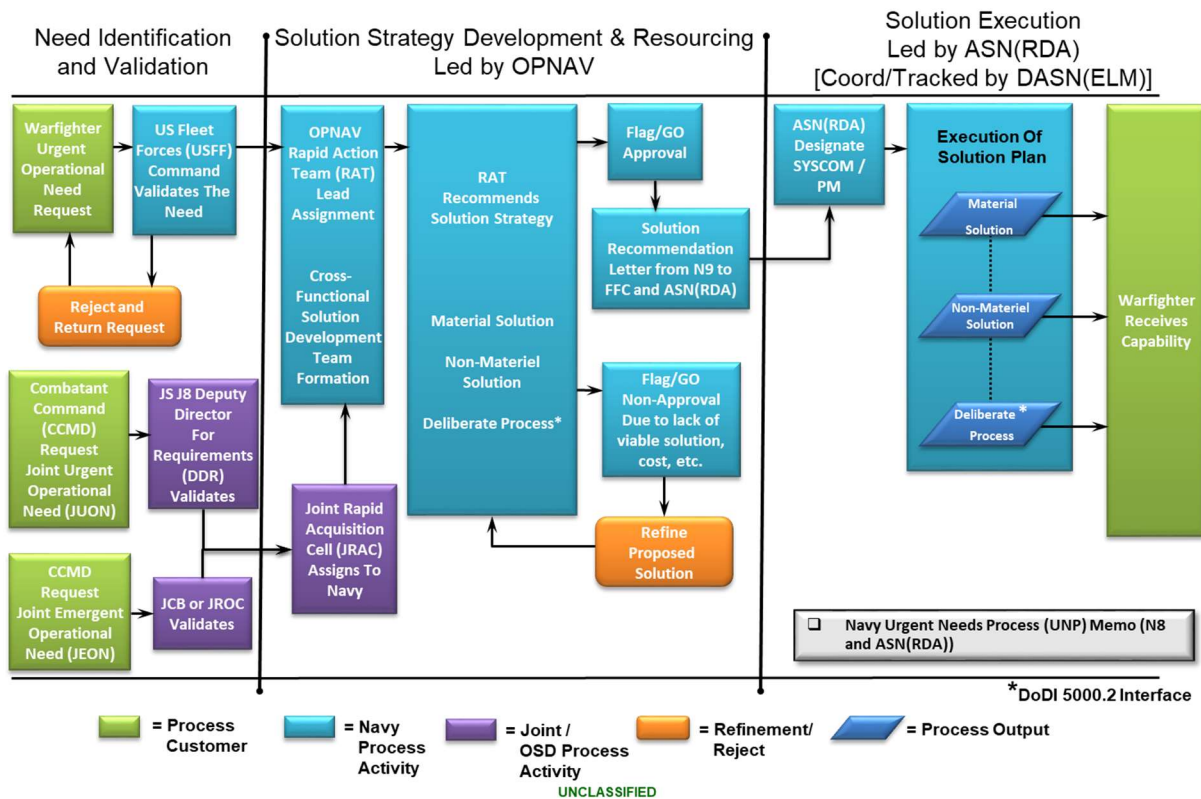 Need Identification
and Validation
Solution Strategy Development & Resourcing
Led by OPNAV
Solution Execution
Led by ASN(RDA)
[Coord/Tracked by DASN(ELM)]
Warfighter
Urgent
Operational
Need
Request
US Fleet
Forces (USFF)
Command
Validates The
Need
Reject and
Return Request
Combatant
Command
(CCMD)
Request
Joint Urgent
Operational
Need (JUON)
JS J8 Deputy
Director
For
Requirements
(DDR)
Validates
CCMD
Request
Joint Emergent
Operational
Need (JEON)
JCB or JROC
Validates
OPNAV
Rapid Action
Team (RAT)
Lead
Assignment
Cross-
Functional
Solution
Development
Team
Formation
Joint Rapid
Acquisition
Cell (JRAC)
Assigns To
Navy
RAT
Recommends
Solution Strategy
Material Solution
Non-Materiel
Solution
Deliberate Process*
Flag/GO
Approval
Solution
Recommendation
Letter from N9 to
FFC and ASN(RDA)
Flag/GO
Non-Approval
Due to lack of
viable solution,
cost, etc.
Refine
Proposed
Solution
ASN(RDA)
Designate
SYSCOM /
PM
Execution Of
Solution Plan
Material
Solution
Non-Materiel
Solution
Deliberate *
Process
Warfighter
Receives
Capability
❑ Navy Urgent Needs Process (UNP) Memo (N8
and ASN(RDA))
*DoDI 5000.2 Interface
= Process
Customer
= Navy
Process
Activity
= Joint /
OSD Process
Activity
= Refinement/
Reject
= Process Output
UNCLASSIFIED